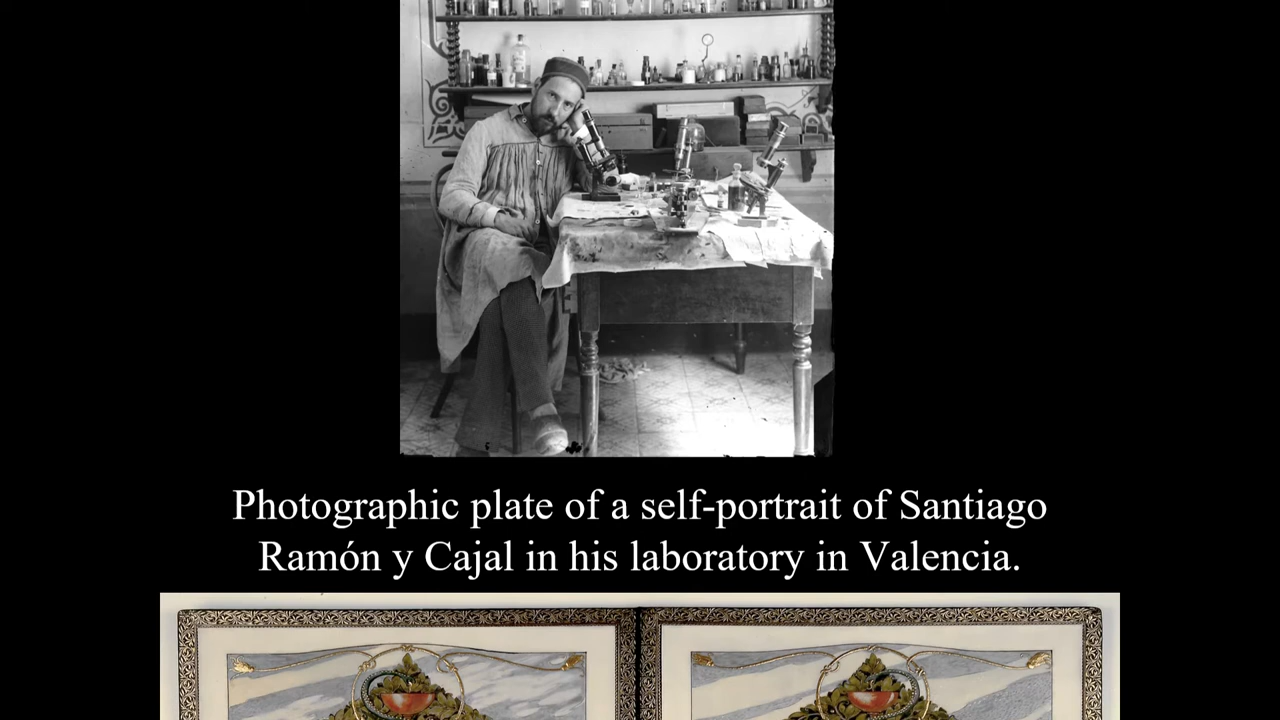 Photographic plate of a self-portrait of Santiago
Ramón y Cajal in his laboratory in Valencia.